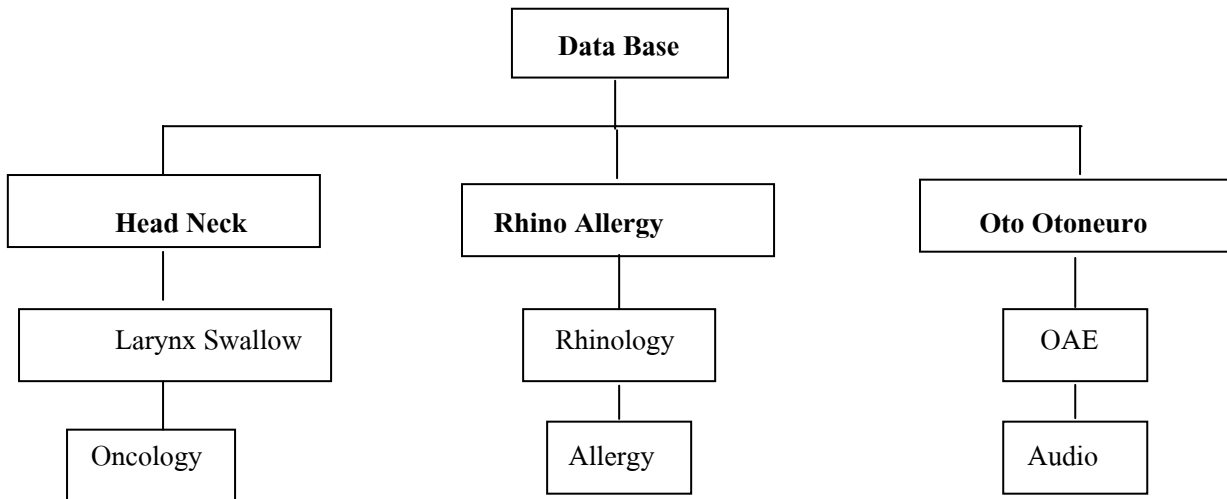 Data Base
Head Neck
Rhino Allergy
Oto Otoneuro
Larynx Swallow
Rhinology
OAE
Oncology
Allergy
Audio